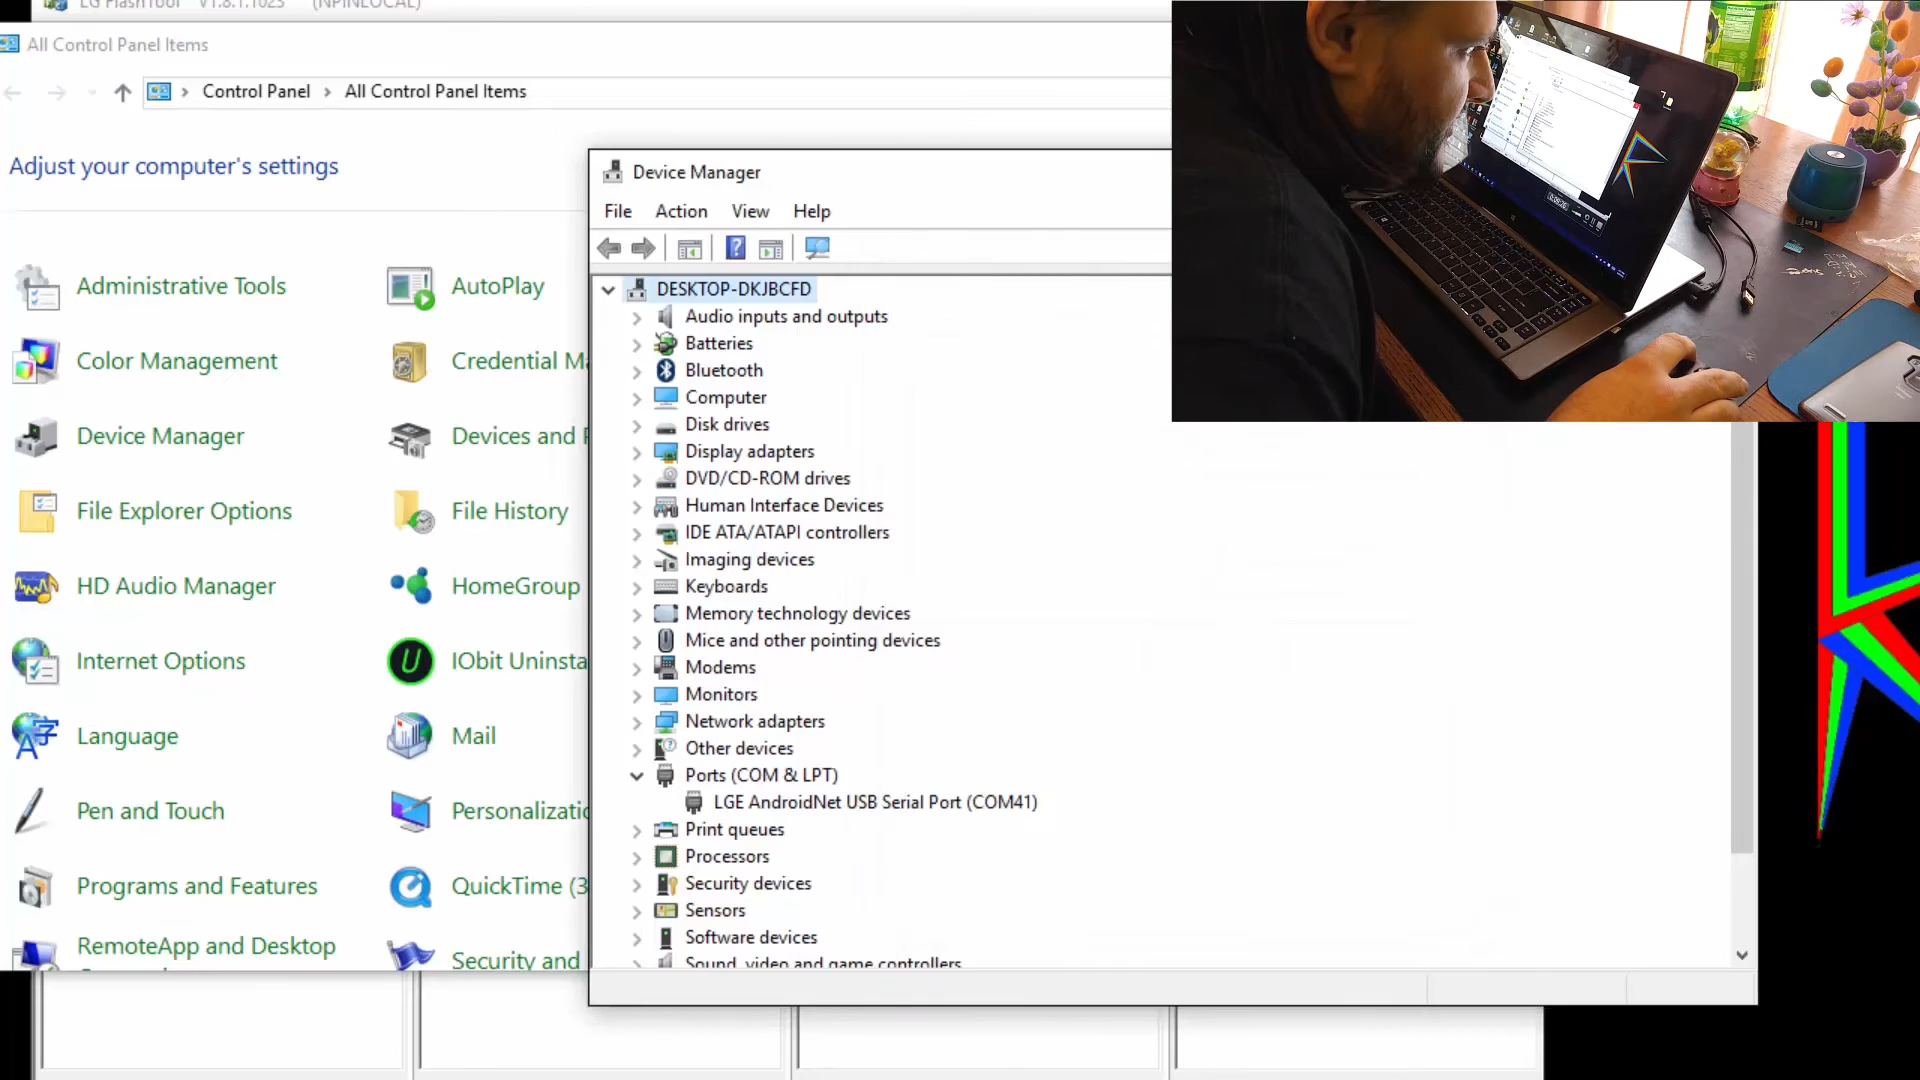 LG FlashTool V1.8.1.1023 (NPINLOCAL)
All Control Panel Items
Control Panel > All Control Panel Items
Adjust your computer's settings
Administrative Tools
AutoPlay
Color Management
Credential Ma
Device Manager
Devices and P
File Explorer Options
File History
HD Audio Manager
HomeGroup
Internet Options
IObit Uninsta
Language
Mail
Pen and Touch
Personalizatio
Programs and Features
QuickTime (3
RemoteApp and Desktop
Security and
Device Manager
File Action View Help
DESKTOP-DKJBCFD
Audio inputs and outputs
Batteries
Bluetooth
Computer
Disk drives
Display adapters
DVD/CD-ROM drives
Human Interface Devices
IDE ATA/ATAPI controllers
Imaging devices
Keyboards
Memory technology devices
Mice and other pointing devices
Modems
Monitors
Network adapters
Other devices
Ports (COM & LPT)
LGE AndroidNet USB Serial Port (COM41)
Print queues
Processors
Security devices
Sensors
Software devices
Sound, video and game controllers